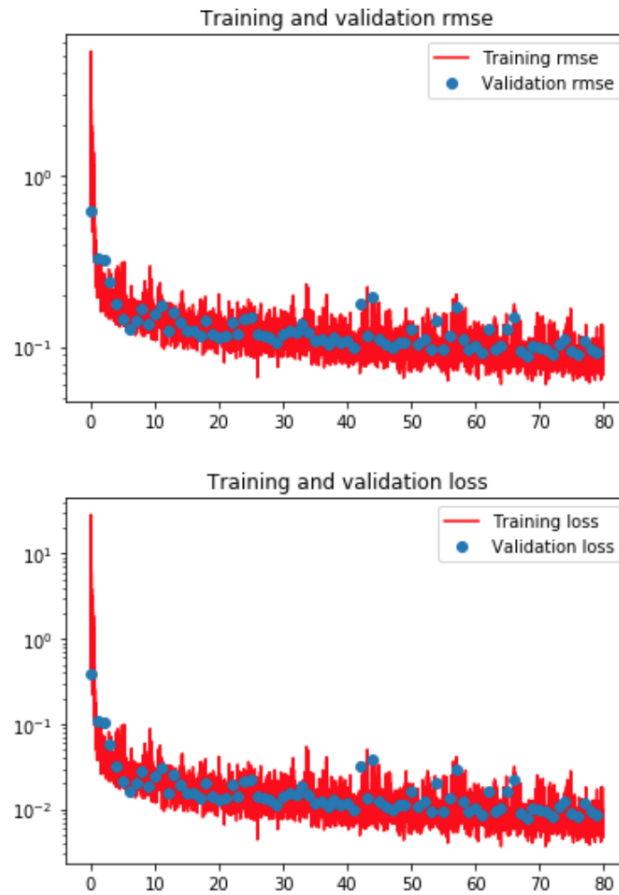 Training and validation rmse
Training rmse
Validation rmse
10⁰
10⁻¹
0 10 20 30 40 50 60 70 80
Training and validation loss
Training loss
Validation loss
10¹
10⁰
10⁻¹
10⁻²
0 10 20 30 40 50 60 70 80